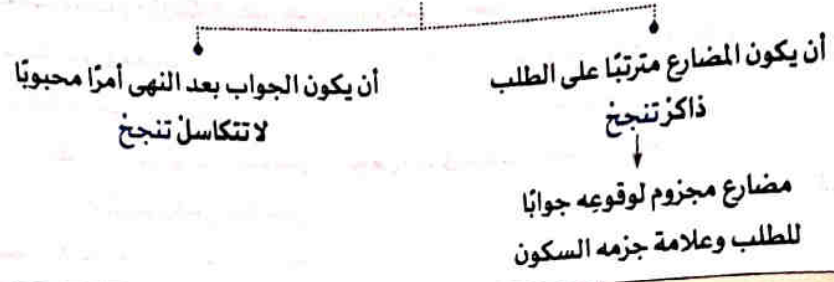 أن يكون المضارع مترتبًا على الطلب
ذاكرْ تنجحْ
مضارع مجزوم لوقوعِه جوابًا
للطلب وعلامة جزمه السكون
أن يكون الجواب بعد النهى أمرًا محبوبًا
لا تتكاسلْ تنجحْ